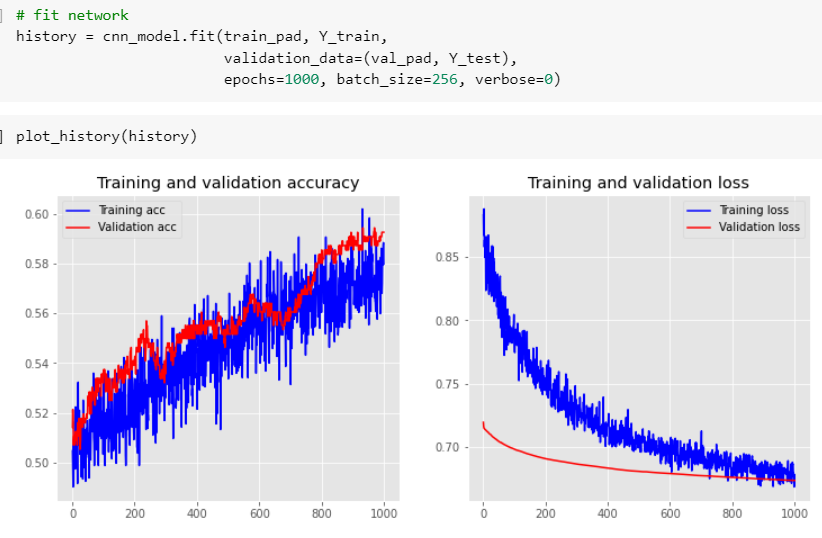 # fit network
history = cnn_model.fit(train_pad, Y_train,
validation_data=(val_pad, Y_test),
epochs=1000, batch_size=256, verbose=0)
plot_history(history)
Training and validation accuracy
Training acc
Validation acc
0.60
0.58
0.56
0.54
0.52
0.50
0
200
400
600
800
1000
Training and validation loss
Training loss
Validation loss
0.85
0.80
0.75
0.70
0
200
400
600
800
1000